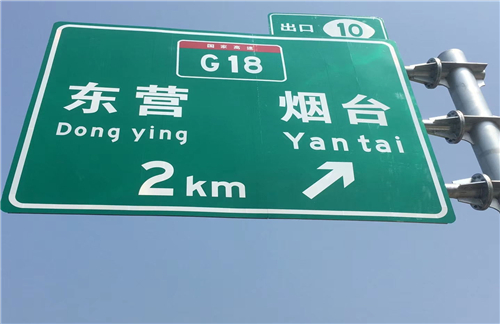 出口 10
国家高速
G18
东营 烟台
Dong ying Yan tai
2 km